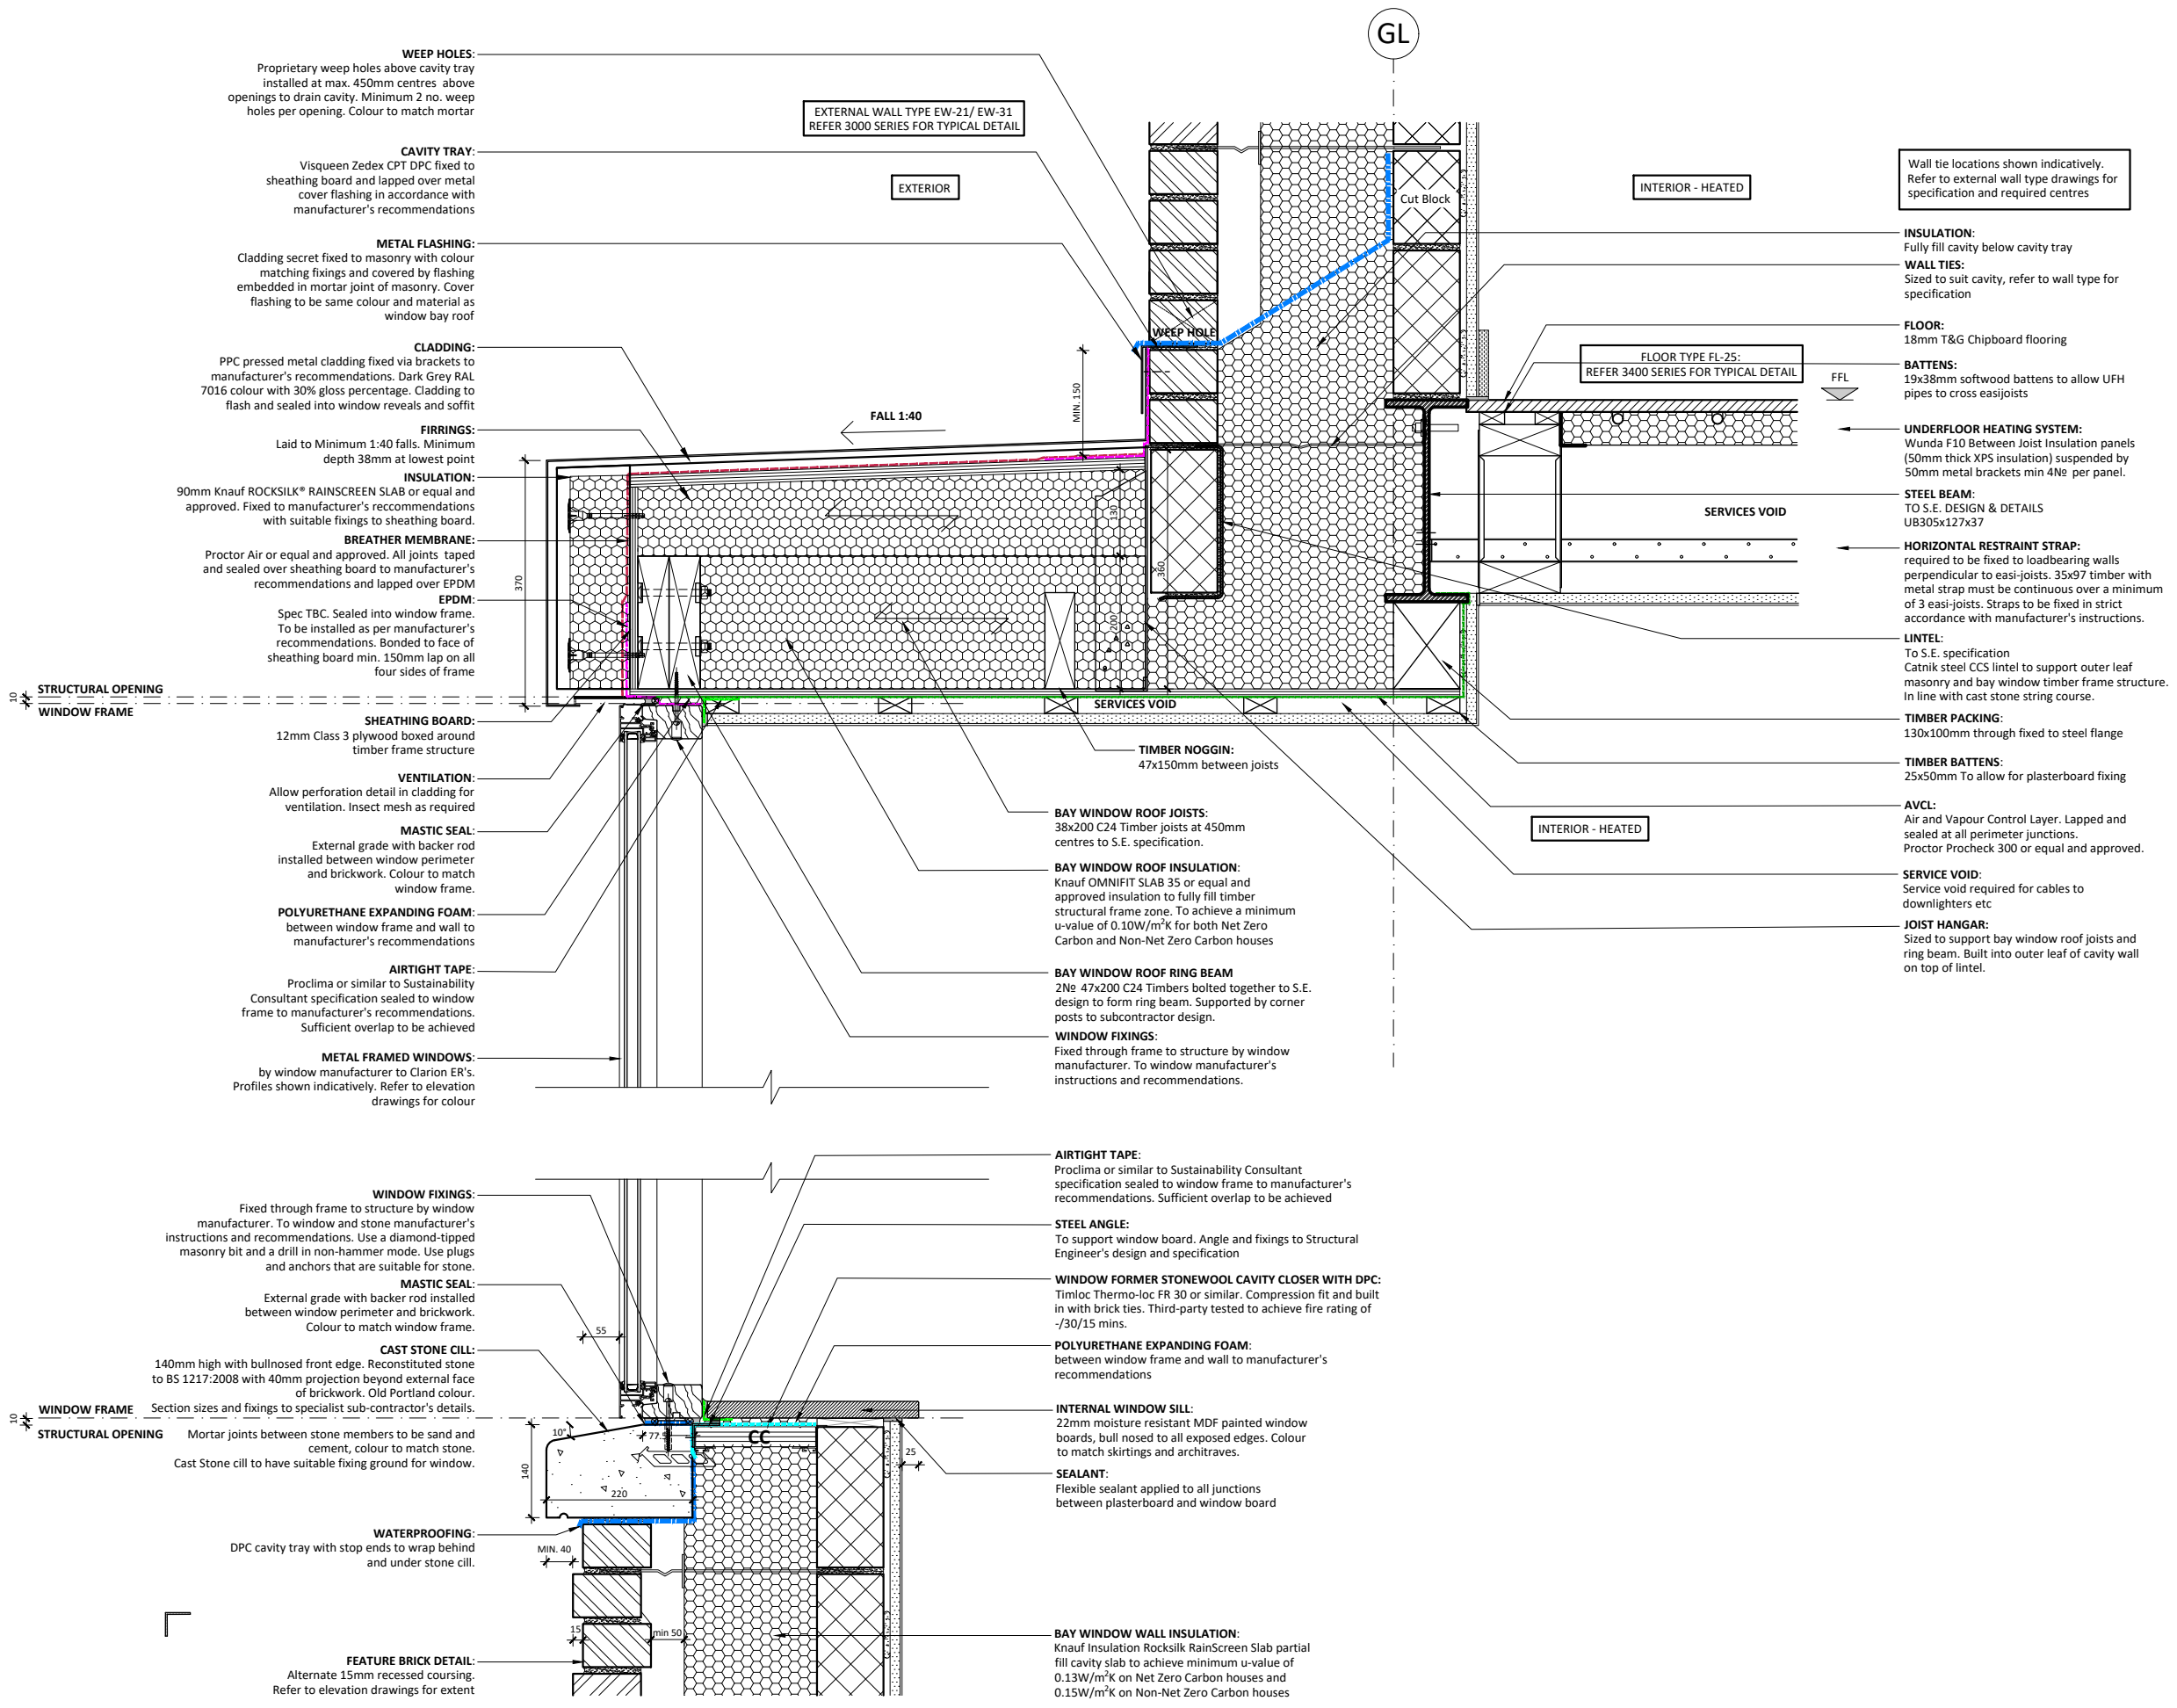 GL
WEEP HOLES:
Proprietary weep holes above cavity tray
installed at max. 450mm centres above
openings to drain cavity. Minimum 2 no. weep
holes per opening. Colour to match mortar
EXTERNAL WALL TYPE EW-21/ EW-31
REFER 3000 SERIES FOR TYPICAL DETAIL
CAVITY TRAY:
Visqueen Zedex CPT DPC fixed to
sheathing board and lapped over metal
cover flashing in accordance with
manufacturer's recommendations
EXTERIOR
INTERIOR - HEATED
Wall tie locations shown indicatively.
Refer to external wall type drawings for
specification and required centres
Cut Block
METAL FLASHING:
Cladding secret fixed to masonry with colour
matching fixings and covered by flashing
embedded in mortar joint of masonry. Cover
flashing to be same colour and material as
window bay roof
INSULATION:
Fully fill cavity below cavity tray
WALL TIES:
Sized to suit cavity, refer to wall type for
specification
WEEP HOLE
CLADDING:
PPC pressed metal cladding fixed via brackets to
manufacturer's recommendations. Dark Grey RAL
7016 colour with 30% gloss percentage. Cladding to
flash and sealed into window reveals and soffit
FLOOR:
18mm T&G Chipboard flooring
FLOOR TYPE FL-25:
REFER 3400 SERIES FOR TYPICAL DETAIL
FFL
BATTENS:
19x38mm softwood battens to allow UFH
pipes to cross easijoists
MIN. 150
FALL 1:40
FIRRINGS:
Laid to Minimum 1:40 falls. Minimum
depth 38mm at lowest point
UNDERFLOOR HEATING SYSTEM:
Wunda F10 Between Joist Insulation panels
(50mm thick XPS insulation) suspended by
50mm metal brackets min 4№ per panel.
INSULATION:
90mm Knauf ROCKSILK® RAINSCREEN SLAB or equal and
approved. Fixed to manufacturer's reccommendations
with suitable fixings to sheathing board.
STEEL BEAM:
TO S.E. DESIGN & DETAILS
UB305x127x37
SERVICES VOID
130
360
200
370
BREATHER MEMBRANE:
Proctor Air or equal and approved. All joints taped
and sealed over sheathing board to manufacturer's
recommendations and lapped over EPDM
HORIZONTAL RESTRAINT STRAP:
required to be fixed to loadbearing walls
perpendicular to easi-joists. 35x97 timber with
metal strap must be continuous over a minimum
of 3 easi-joists. Straps to be fixed in strict
accordance with manufacturer's instructions.
EPDM:
Spec TBC. Sealed into window frame.
To be installed as per manufacturer's
recommendations. Bonded to face of
sheathing board min. 150mm lap on all
four sides of frame
LINTEL:
To S.E. specification
Catnik steel CCS lintel to support outer leaf
masonry and bay window timber frame structure.
In line with cast stone string course.
10
STRUCTURAL OPENING
WINDOW FRAME
SERVICES VOID
SHEATHING BOARD:
12mm Class 3 plywood boxed around
timber frame structure
TIMBER PACKING:
130x100mm through fixed to steel flange
TIMBER NOGGIN:
47x150mm between joists
TIMBER BATTENS:
25x50mm To allow for plasterboard fixing
VENTILATION:
Allow perforation detail in cladding for
ventilation. Insect mesh as required
BAY WINDOW ROOF JOISTS:
38x200 C24 Timber joists at 450mm
centres to S.E. specification.
INTERIOR - HEATED
AVCL:
Air and Vapour Control Layer. Lapped and
sealed at all perimeter junctions.
Proctor Procheck 300 or equal and approved.
MASTIC SEAL:
External grade with backer rod
installed between window perimeter
and brickwork. Colour to match
window frame.
BAY WINDOW ROOF INSULATION:
Knauf OMNIFIT SLAB 35 or equal and
approved insulation to fully fill timber
structural frame zone. To achieve a minimum
u-value of 0.10W/m²K for both Net Zero
Carbon and Non-Net Zero Carbon houses
SERVICE VOID:
Service void required for cables to
downlighters etc
POLYURETHANE EXPANDING FOAM:
between window frame and wall to
manufacturer's recommendations
JOIST HANGAR:
Sized to support bay window roof joists and
ring beam. Built into outer leaf of cavity wall
on top of lintel.
AIRTIGHT TAPE:
Proclima or similar to Sustainability
Consultant specification sealed to window
frame to manufacturer's recommendations.
Sufficient overlap to be achieved
BAY WINDOW ROOF RING BEAM
2№ 47x200 C24 Timbers bolted together to S.E.
design to form ring beam. Supported by corner
posts to subcontractor design.
WINDOW FIXINGS:
Fixed through frame to structure by window
manufacturer. To window manufacturer's
instructions and recommendations.
METAL FRAMED WINDOWS:
by window manufacturer to Clarion ER's.
Profiles shown indicatively. Refer to elevation
drawings for colour
AIRTIGHT TAPE:
Proclima or similar to Sustainability Consultant
specification sealed to window frame to manufacturer's
recommendations. Sufficient overlap to be achieved
WINDOW FIXINGS:
Fixed through frame to structure by window
manufacturer. To window and stone manufacturer's
instructions and recommendations. Use a diamond-tipped
masonry bit and a drill in non-hammer mode. Use plugs
and anchors that are suitable for stone.
STEEL ANGLE:
To support window board. Angle and fixings to Structural
Engineer's design and specification
MASTIC SEAL:
External grade with backer rod installed
between window perimeter and brickwork.
Colour to match window frame.
WINDOW FORMER STONEWOOL CAVITY CLOSER WITH DPC:
Timloc Thermo-loc FR 30 or similar. Compression fit and built
in with brick ties. Third-party tested to achieve fire rating of
-/30/15 mins.
55
CAST STONE CILL:
140mm high with bullnosed front edge. Reconstituted stone
to BS 1217:2008 with 40mm projection beyond external face
of brickwork. Old Portland colour.
Section sizes and fixings to specialist sub-contractor's details.
Mortar joints between stone members to be sand and
cement, colour to match stone.
Cast Stone cill to have suitable fixing ground for window.
POLYURETHANE EXPANDING FOAM:
between window frame and wall to manufacturer's
recommendations
10
WINDOW FRAME
STRUCTURAL OPENING
INTERNAL WINDOW SILL:
22mm moisture resistant MDF painted window
boards, bull nosed to all exposed edges. Colour
to match skirtings and architraves.
10°
CC
25
140
220
SEALANT:
Flexible sealant applied to all junctions
between plasterboard and window board
WATERPROOFING:
DPC cavity tray with stop ends to wrap behind
and under stone cill.
MIN. 40
15
min 50
BAY WINDOW WALL INSULATION:
Knauf Insulation Rocksilk RainScreen Slab partial
fill cavity slab to achieve minimum u-value of
0.13W/m²K on Net Zero Carbon houses and
0.15W/m²K on Non-Net Zero Carbon houses
FEATURE BRICK DETAIL:
Alternate 15mm recessed coursing.
Refer to elevation drawings for extent